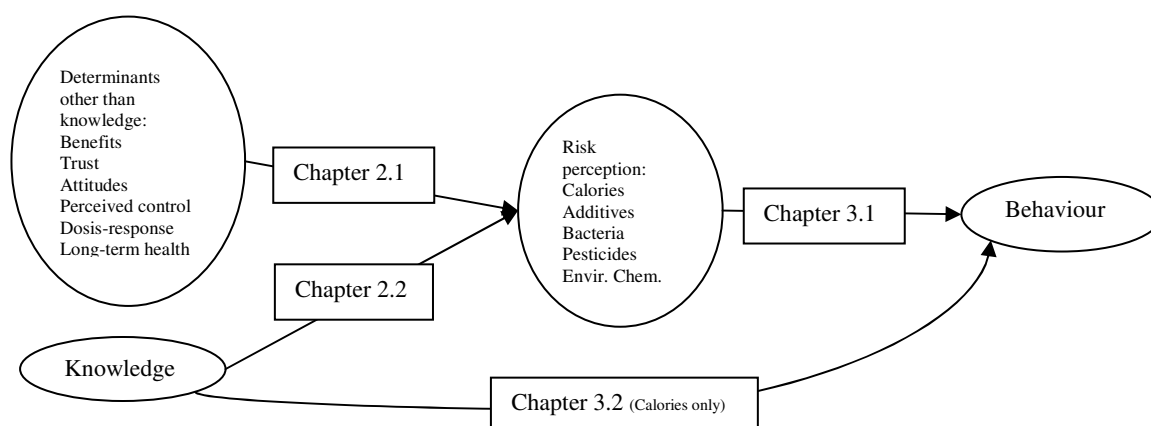 Determinants
other than
knowledge:
Benefits
Trust
Attitudes
Perceived control
Dosis-response
Long-term health
Chapter 2.1
Chapter 2.2
Knowledge
Risk
perception:
Calories
Additives
Bacteria
Pesticides
Envir. Chem.
Chapter 3.1
Behaviour
Chapter 3.2 (Calories only)